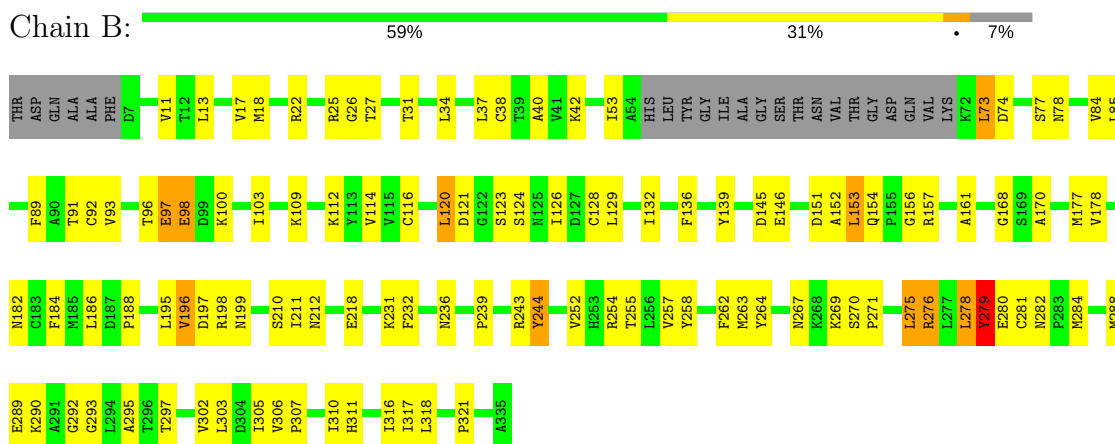 Chain B:
59% 31% • 7%
THR ASP GLN ALA ALA PHE D7 V11 T12 L13 V17 M18 R22 R25 G26 T27 T31 L34 L37 C38 T39 A40 V41 K42 I53 A54 HIS LEU TYR GLY ILE ALA GLY SER THR ASN VAL THR GLY ASP GLN VAL LYS K72 L73 D74 S77 N78 V84 L85
F89 A90 T91 C92 V93 T96 E97 E98 D99 K100 I103 K109 K112 Y113 V114 V115 C116 L120 D121 G122 S123 S124 N125 I126 D127 C128 L129 I132 F136 Y139 D145 E146 D151 A152 L153 Q154 P155 G156 R157 A161 G168 S169 A170 M177 V178
N182 C183 F184 M185 L186 D187 P188 L195 V196 D197 R198 N199 S210 I211 N212 E218 K231 F232 N236 P239 R243 Y244 V252 H253 R254 T255 L256 V257 Y258 F262 M263 Y264 N267 K268 K269 S270 P271 L275 R276 L277 L278 Y279 E280 C281 N282 P283 M284 M288
E289 K290 A291 G292 G293 L294 A295 T296 T297 V302 L303 D304 I305 V306 P307 I310 H311 I316 I317 L318 P321 A335